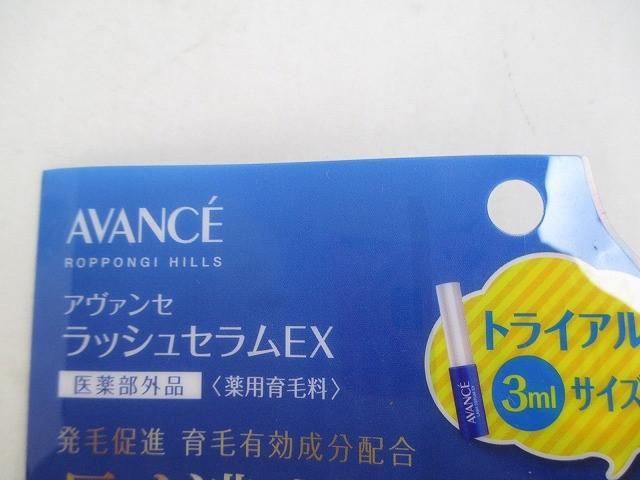 AVANCÉ
ROPPONGI HILLS
アヴァンセ
ラッシュセラムEX
医薬部外品 〈薬用育毛料〉
発毛促進 育毛有効成分配合
トライアル
3ml サイズ
AVANCÉ